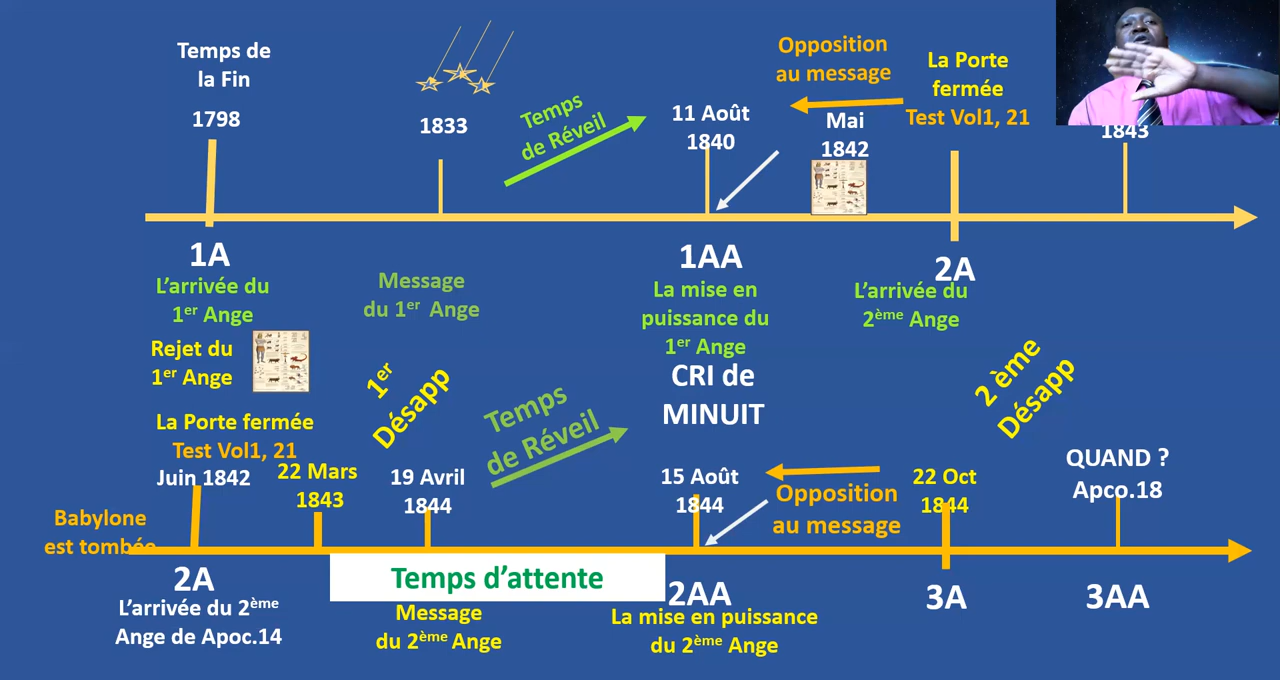 Temps de
la Fin
1798
1833
Temps
de Réveil
11 Août
1840
Opposition
au message
Mai
1842
La Porte
fermée
Test Vol1, 21
1843
1A
L’arrivée du
1er Ange
Message
du 1er Ange
1AA
La mise en
puissance du
1er Ange
2A
L’arrivée du
2ème Ange
Rejet du
1er Ange
1er
Désapp
CRI de
MINUIT
2 ème
Désapp
La Porte fermée
Test Vol1, 21
Juin 1842
22 Mars
1843
19 Avril
1844
Temps
de Réveil
15 Août
1844
Opposition
au message
22 Oct
1844
QUAND ?
Apco.18
Babylone
est tombée
2A
L’arrivée du 2ème
Ange de Apoc.14
Temps d’attente
Message
du 2ème Ange
2AA
La mise en puissance
du 2ème Ange
3A
3AA